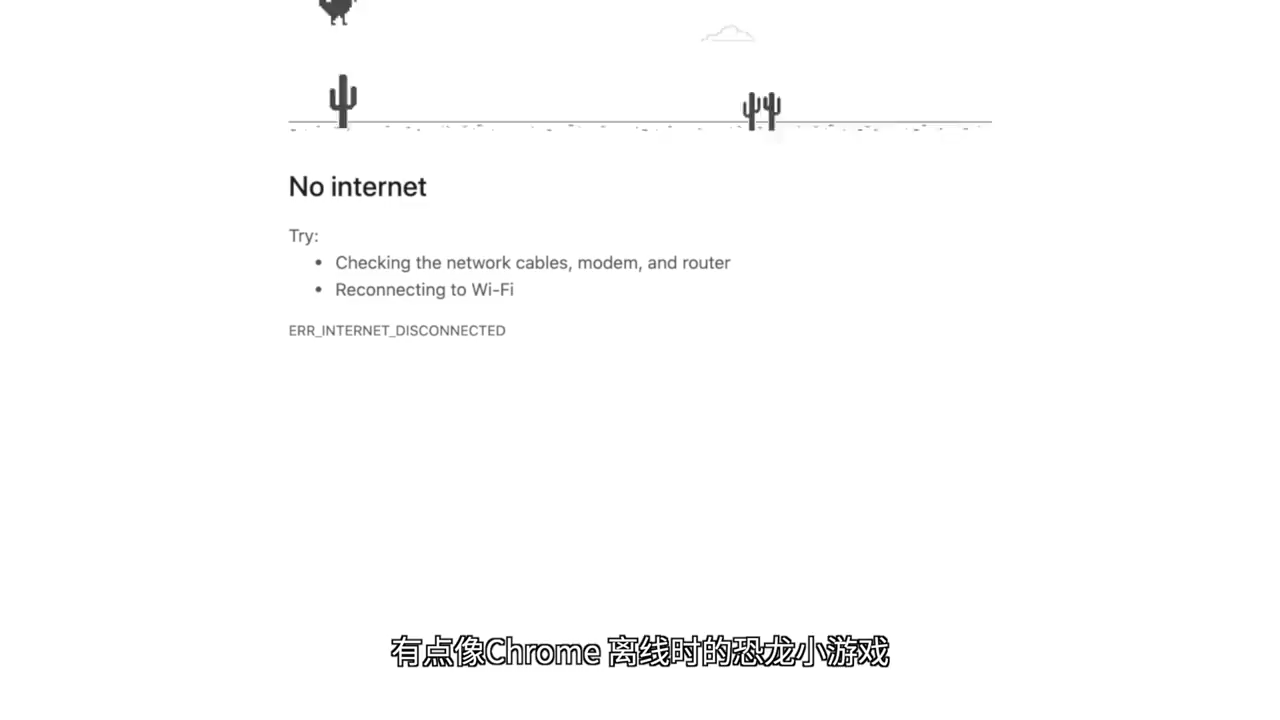 No internet
Try:
• Checking the network cables, modem, and router
• Reconnecting to Wi-Fi
ERR_INTERNET_DISCONNECTED
有点像Chrome 离线时的恐龙小游戏